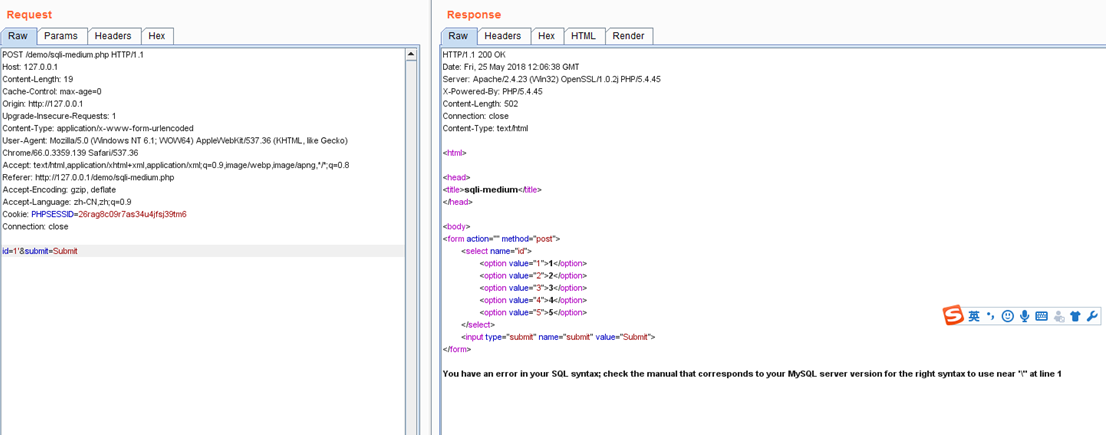 Request
Raw Params Headers Hex
POST /demo/sqli-medium.php HTTP/1.1
Host: 127.0.0.1
Content-Length: 19
Cache-Control: max-age=0
Origin: http://127.0.0.1
Upgrade-Insecure-Requests: 1
Content-Type: application/x-www-form-urlencoded
User-Agent: Mozilla/5.0 (Windows NT 6.1; WOW64) AppleWebKit/537.36 (KHTML, like Gecko)
Chrome/66.0.3359.139 Safari/537.36
Accept: text/html,application/xhtml+xml,application/xml;q=0.9,image/webp,image/apng,*/*;q=0.8
Referer: http://127.0.0.1/demo/sqli-medium.php
Accept-Encoding: gzip, deflate
Accept-Language: zh-CN,zh;q=0.9
Cookie: PHPSESSID=26rag8c09r7as34u4jfsj39tm6
Connection: close
id=1'&submit=Submit
Response
Raw Headers Hex HTML Render
HTTP/1.1 200 OK
Date: Fri, 25 May 2018 12:06:38 GMT
Server: Apache/2.4.23 (Win32) OpenSSL/1.0.2j PHP/5.4.45
X-Powered-By: PHP/5.4.45
Content-Length: 502
Connection: close
Content-Type: text/html
<html>
<head>
<title>sqli-medium</title>
</head>
<body>
<form action="" method="post">
<select name="id">
<option value="1">1</option>
<option value="2">2</option>
<option value="3">3</option>
<option value="4">4</option>
<option value="5">5</option>
</select>
<input type="submit" name="submit" value="Submit">
</form>
You have an error in your SQL syntax; check the manual that corresponds to your MySQL server version for the right syntax to use near '\'' at line 1
S 英